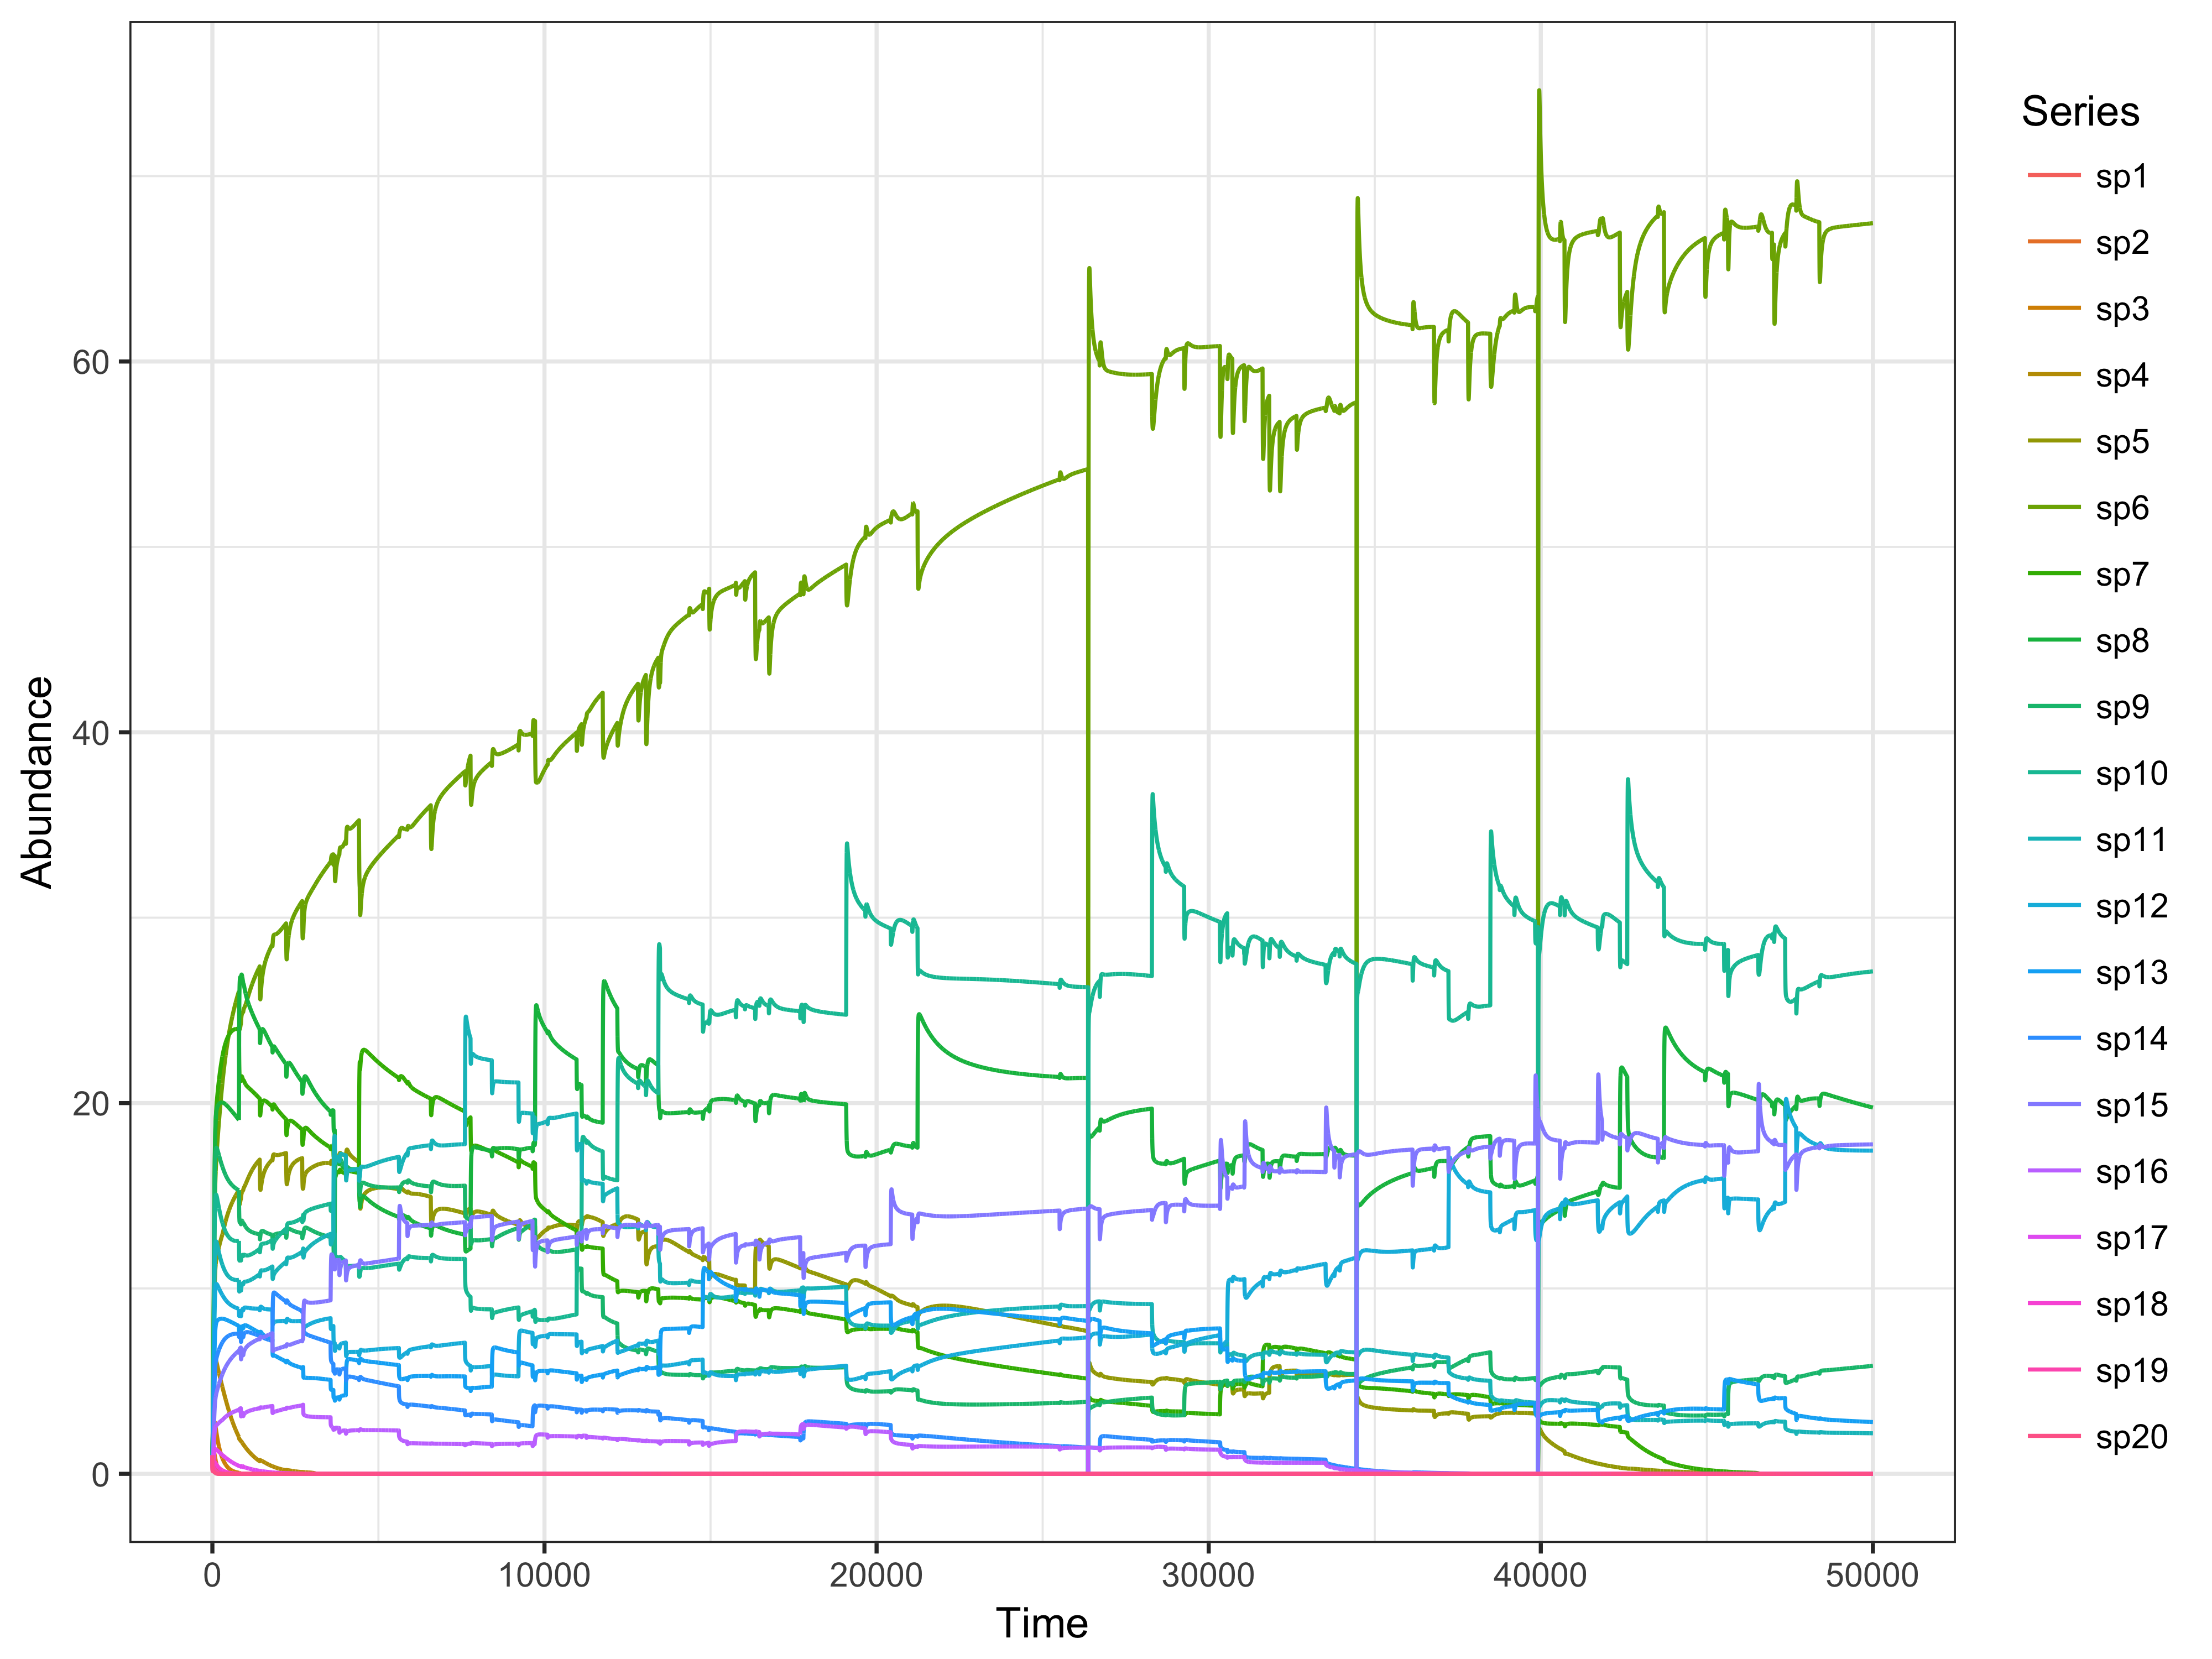 Abundance
60
40
20
0
0 10000 20000 30000 40000 50000
Time
Series
sp1
sp2
sp3
sp4
sp5
sp6
sp7
sp8
sp9
sp10
sp11
sp12
sp13
sp14
sp15
sp16
sp17
sp18
sp19
sp20